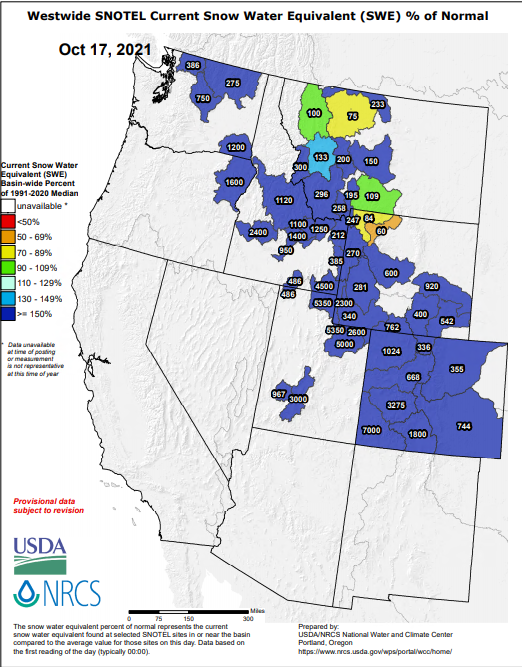 Westwide SNOTEL Current Snow Water Equivalent (SWE) % of Normal
Oct 17, 2021
386
275
750
233
100
75
1200
133
200
150
300
1600
296
195
109
1120
258
247
84
2400
1100
1250
60
1400
212
950
270
385
600
486
4500
281
920
486
5350
2300
340
400
542
5350
2600
762
5000
1024
336
355
668
967
3000
3275
7000
1800
744
Current Snow Water
Equivalent (SWE)
Basin-wide Percent
of 1991-2020 Median
unavailable *
<50%
50 - 69%
70 - 89%
90 - 109%
110 - 129%
130 - 149%
>= 150%
* Data unavailable
at time of posting
or measurement
is not representative
at this time of year
Provisional data
subject to revision
USDA
NRCS
Miles
0 75 150 300
The snow water equivalent percent of normal represents the current
snow water equivalent found at selected SNOTEL sites in or near the basin
compared to the average value for those sites on this day. Data based on
the first reading of the day (typically 00:00).
Prepared by:
USDA/NRCS National Water and Climate Center
Portland, Oregon
https://www.nrcs.usda.gov/wps/portal/wcc/home/